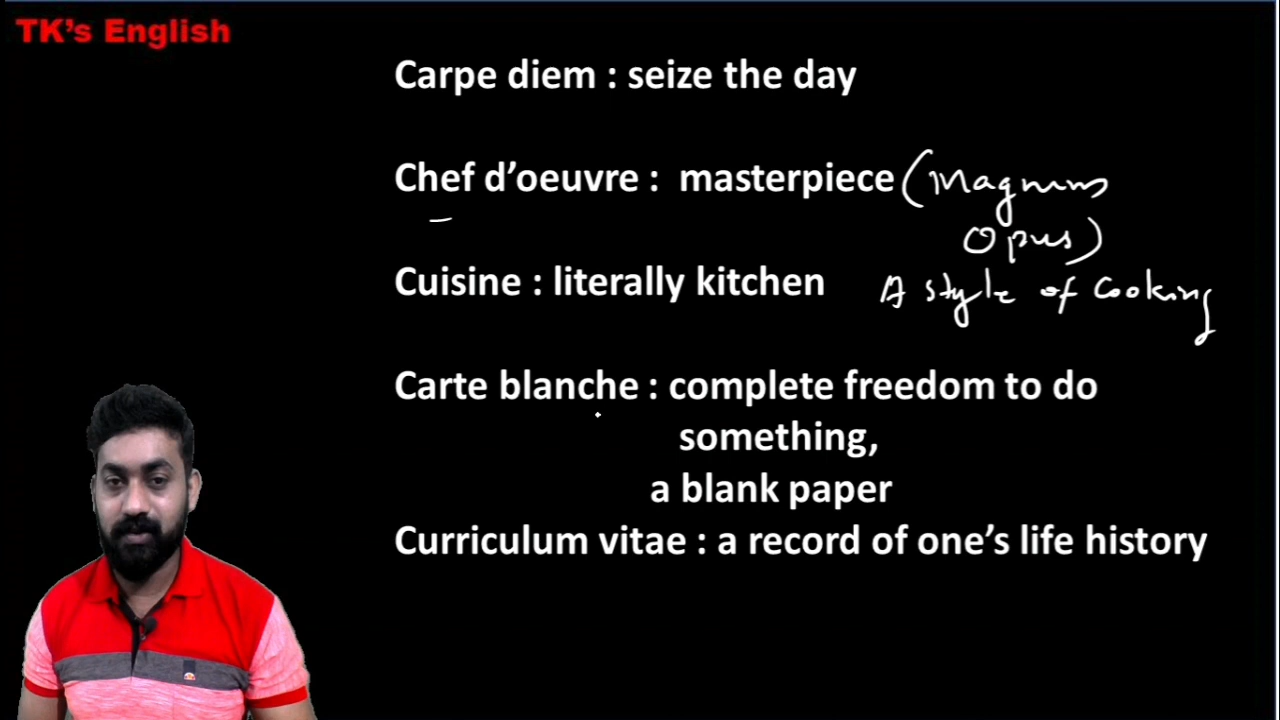 TK's English
Carpe diem : seize the day
Chef d'oeuvre : masterpiece (Magnum
Opus)
Cuisine : literally kitchen A style of cooking
Carte blanche : complete freedom to do
something,
a blank paper
Curriculum vitae : a record of one's life history